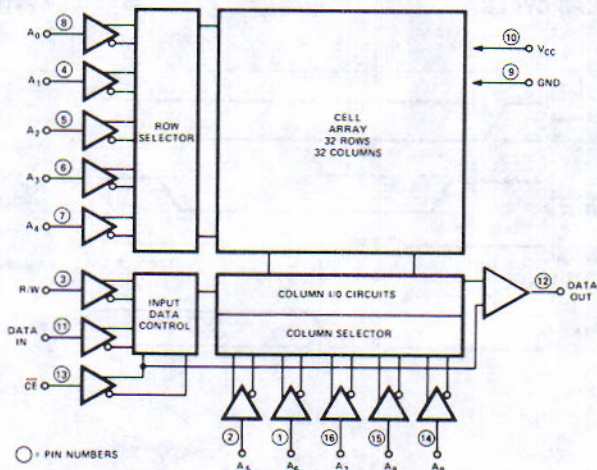 A0 8
A1 4
A2 5
A3 6
A4 7
ROW
SELECTOR
CELL
ARRAY
32 ROWS
32 COLUMNS
10 VCC
9 GND
R/W 3
DATA
IN 11
CE 13
INPUT
DATA
CONTROL
COLUMN I/O CIRCUITS
COLUMN SELECTOR
12 DATA
OUT
2 1 16 15 14
A5 A6 A7 A8
= PIN NUMBERS